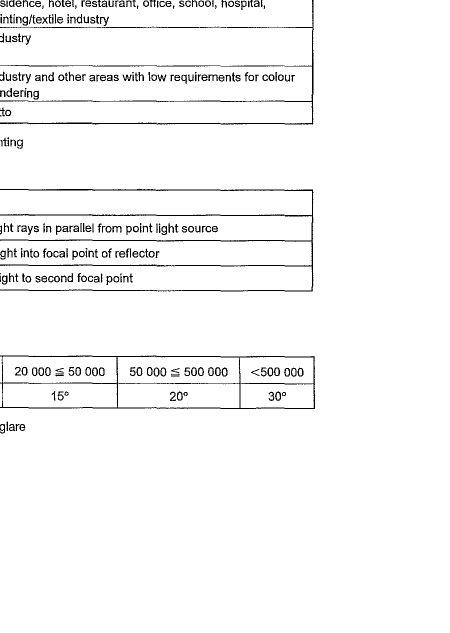 sidence, hotel, restaurant, office, school, hospital,
inting/textile industry
dustry
dustry and other areas with low requirements for colour
ndering
tto
nting
ght rays in parallel from point light source
ght into focal point of reflector
ight to second focal point
20 000 ≦ 50 000 50 000 ≦ 500 000 <500 000
15° 20° 30°
glare